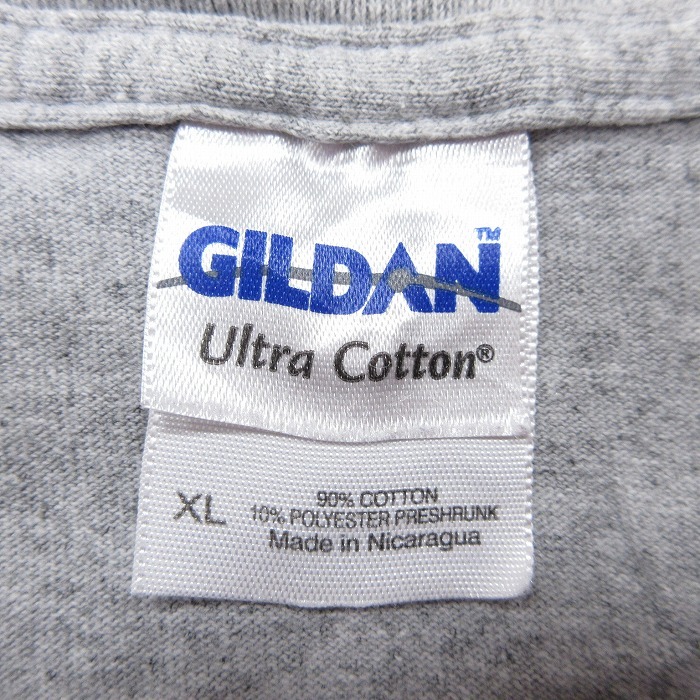 GILDAN™
Ultra Cotton®
XL
90% COTTON
10% POLYESTER PRESHRUNK
Made in Nicaragua